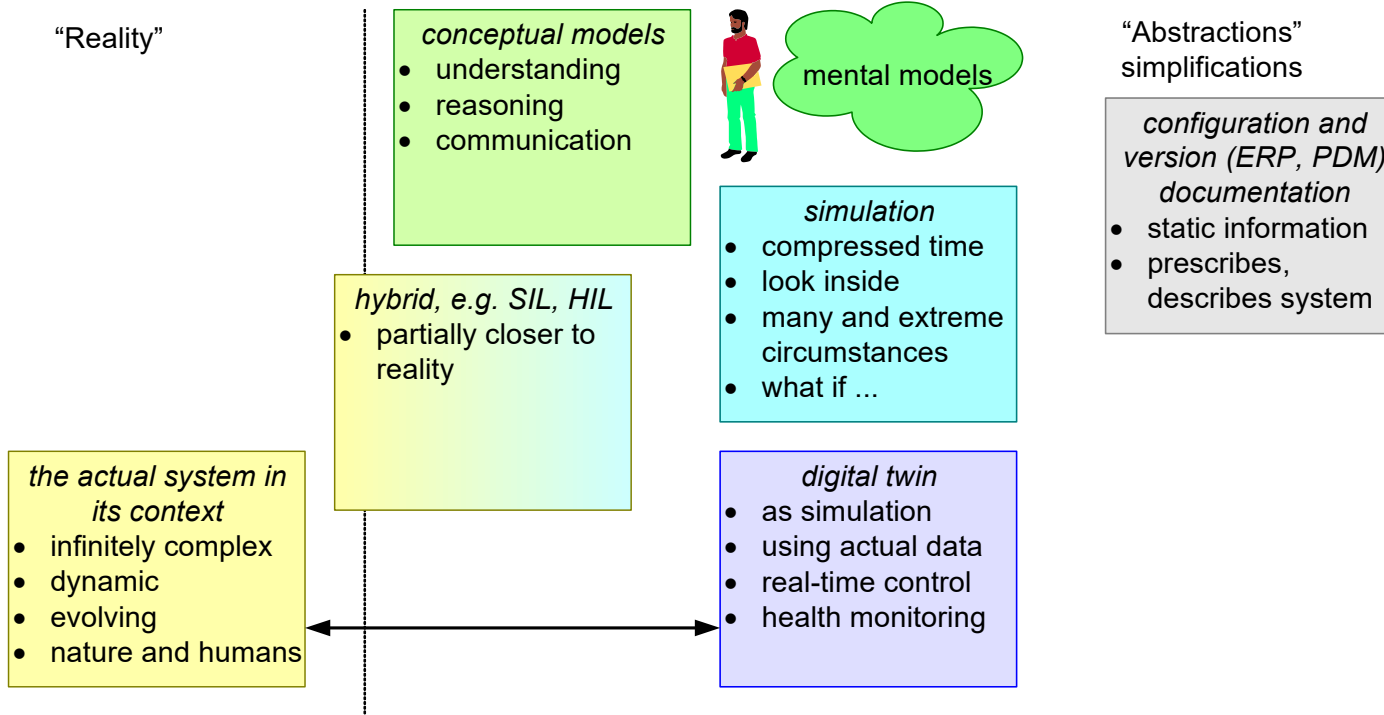 “Reality”
conceptual models
• understanding
• reasoning
• communication
mental models
“Abstractions”
simplifications
configuration and
version (ERP, PDM)
documentation
• static information
• prescribes,
describes system
simulation
• compressed time
• look inside
• many and extreme
circumstances
• what if ...
hybrid, e.g. SIL, HIL
• partially closer to
reality
the actual system in
its context
• infinitely complex
• dynamic
• evolving
• nature and humans
digital twin
• as simulation
• using actual data
• real-time control
• health monitoring